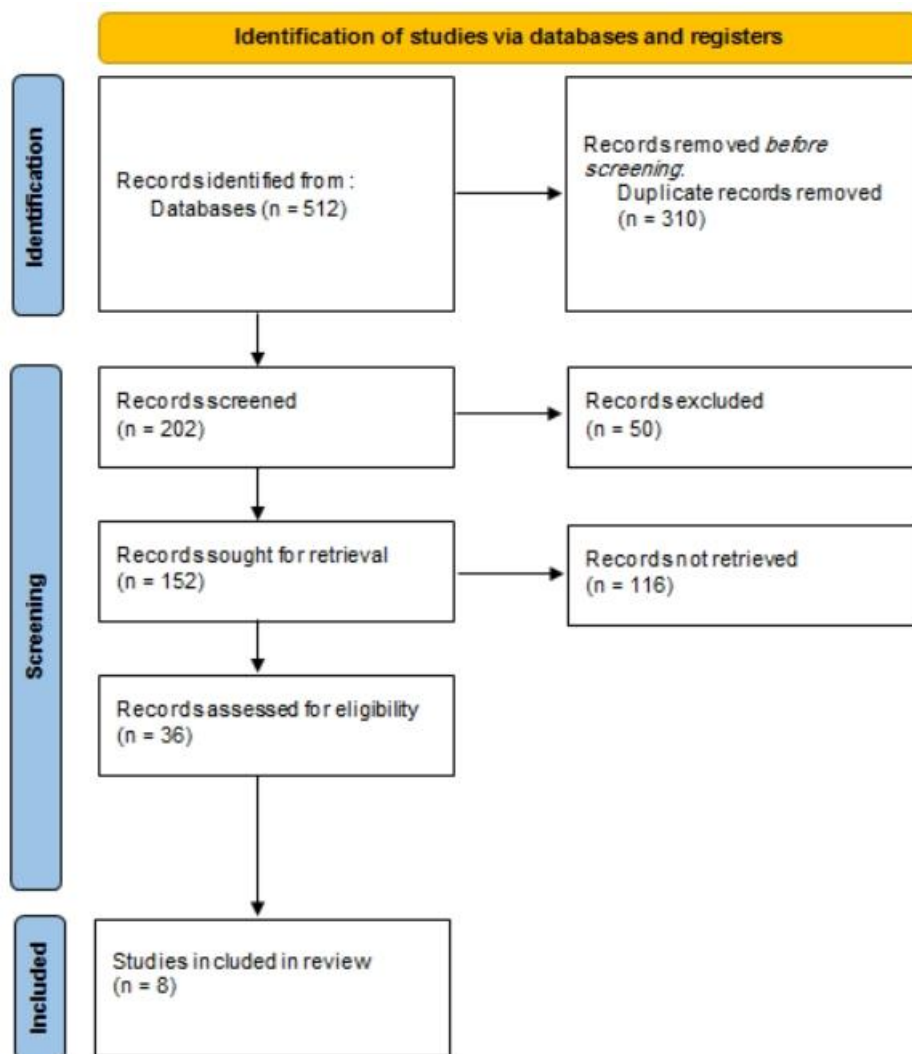 Identification of studies via databases and registers
Identification
Records identified from :
Databases (n = 512)
Records removed before
screening:
Duplicate records removed
(n = 310)
Screening
Records screened
(n = 202)
Records excluded
(n = 50)
Records sought for retrieval
(n = 152)
Records not retrieved
(n = 116)
Records assessed for eligibility
(n = 36)
Included
Studies included in review
(n = 8)